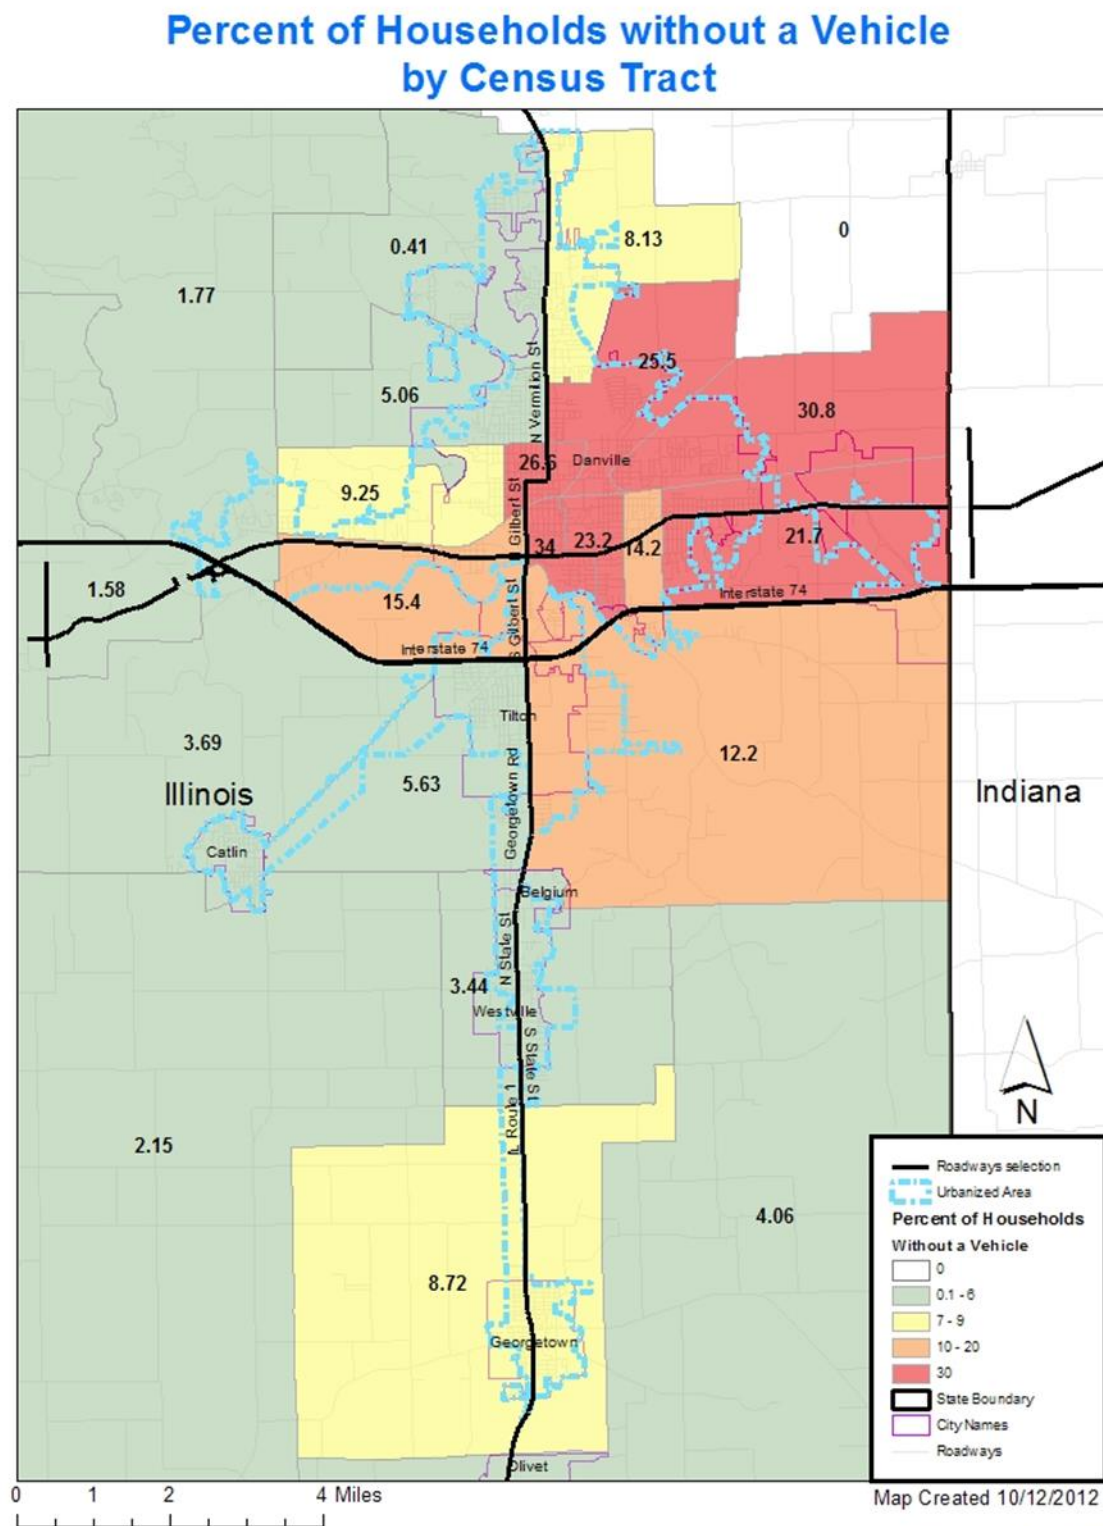 Percent of Households without a Vehicle
by Census Tract
0
8.13
0.41
1.77
N Vermilion St
25.5
5.06
30.8
26.6
Danville
9.25
N Gilbert St
34
23.2
14.2
21.7
1.58
15.4
S Gilbert St
Interstate 74
Interstate 74
Tilton
3.69
12.2
5.63
Illinois
Indiana
Georgetown Rd
Catlin
Belgium
N State St
3.44
Westville
S State St
IL Route 1
2.15
4.06
8.72
Georgetown
Olivet
N
Roadways selection
Urbanized Area
Percent of Households
Without a Vehicle
0
0.1 - 6
7 - 9
10 - 20
30
State Boundary
City Names
Roadways
0 1 2 4 Miles
Map Created 10/12/2012